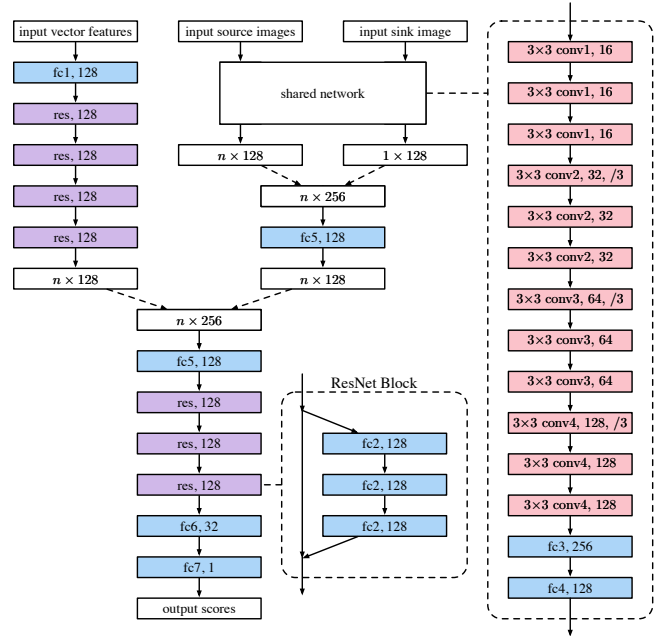 input vector features
fc1, 128
res, 128
res, 128
res, 128
res, 128
n × 128
input source images
input sink image
shared network
n × 128
1 × 128
n × 256
fc5, 128
n × 128
n × 256
fc5, 128
res, 128
res, 128
res, 128
fc6, 32
fc7, 1
output scores
ResNet Block
fc2, 128
fc2, 128
fc2, 128
3×3 conv1, 16
3×3 conv1, 16
3×3 conv1, 16
3×3 conv2, 32, /3
3×3 conv2, 32
3×3 conv2, 32
3×3 conv3, 64, /3
3×3 conv3, 64
3×3 conv3, 64
3×3 conv4, 128, /3
3×3 conv4, 128
3×3 conv4, 128
fc3, 256
fc4, 128